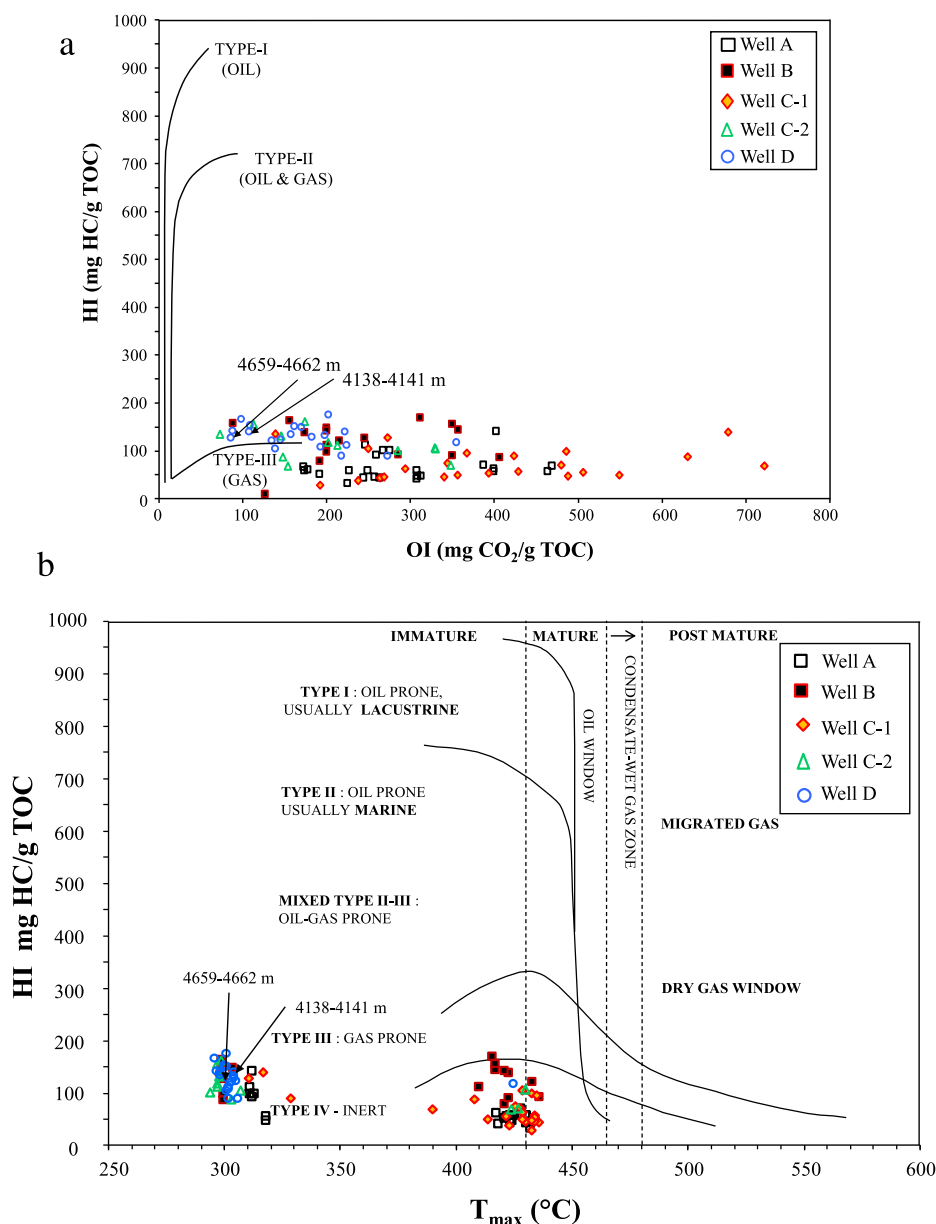 a
1000
900
800
700
600
500
400
300
200
100
0
HI (mg HC/g TOC)
TYPE-I
(OIL)
TYPE-II
(OIL & GAS)
4659-4662 m
4138-4141 m
TYPE-III
(GAS)
Well A
Well B
Well C-1
Well C-2
Well D
0 100 200 300 400 500 600 700 800
OI (mg CO₂/g TOC)
b
1000
900
800
700
600
500
400
300
200
100
0
HI mg HC/g TOC
IMMATURE MATURE POST MATURE
TYPE I : OIL PRONE,
USUALLY LACUSTRINE
TYPE II : OIL PRONE
USUALLY MARINE
MIXED TYPE II-III :
OIL-GAS PRONE
OIL WINDOW
CONDENSATE-WET GAS ZONE
MIGRATED GAS
DRY GAS WINDOW
Well A
Well B
Well C-1
Well C-2
Well D
4659-4662 m
4138-4141 m
TYPE III : GAS PRONE
TYPE IV - INERT
250 300 350 400 450 500 550 600
Tmax (°C)